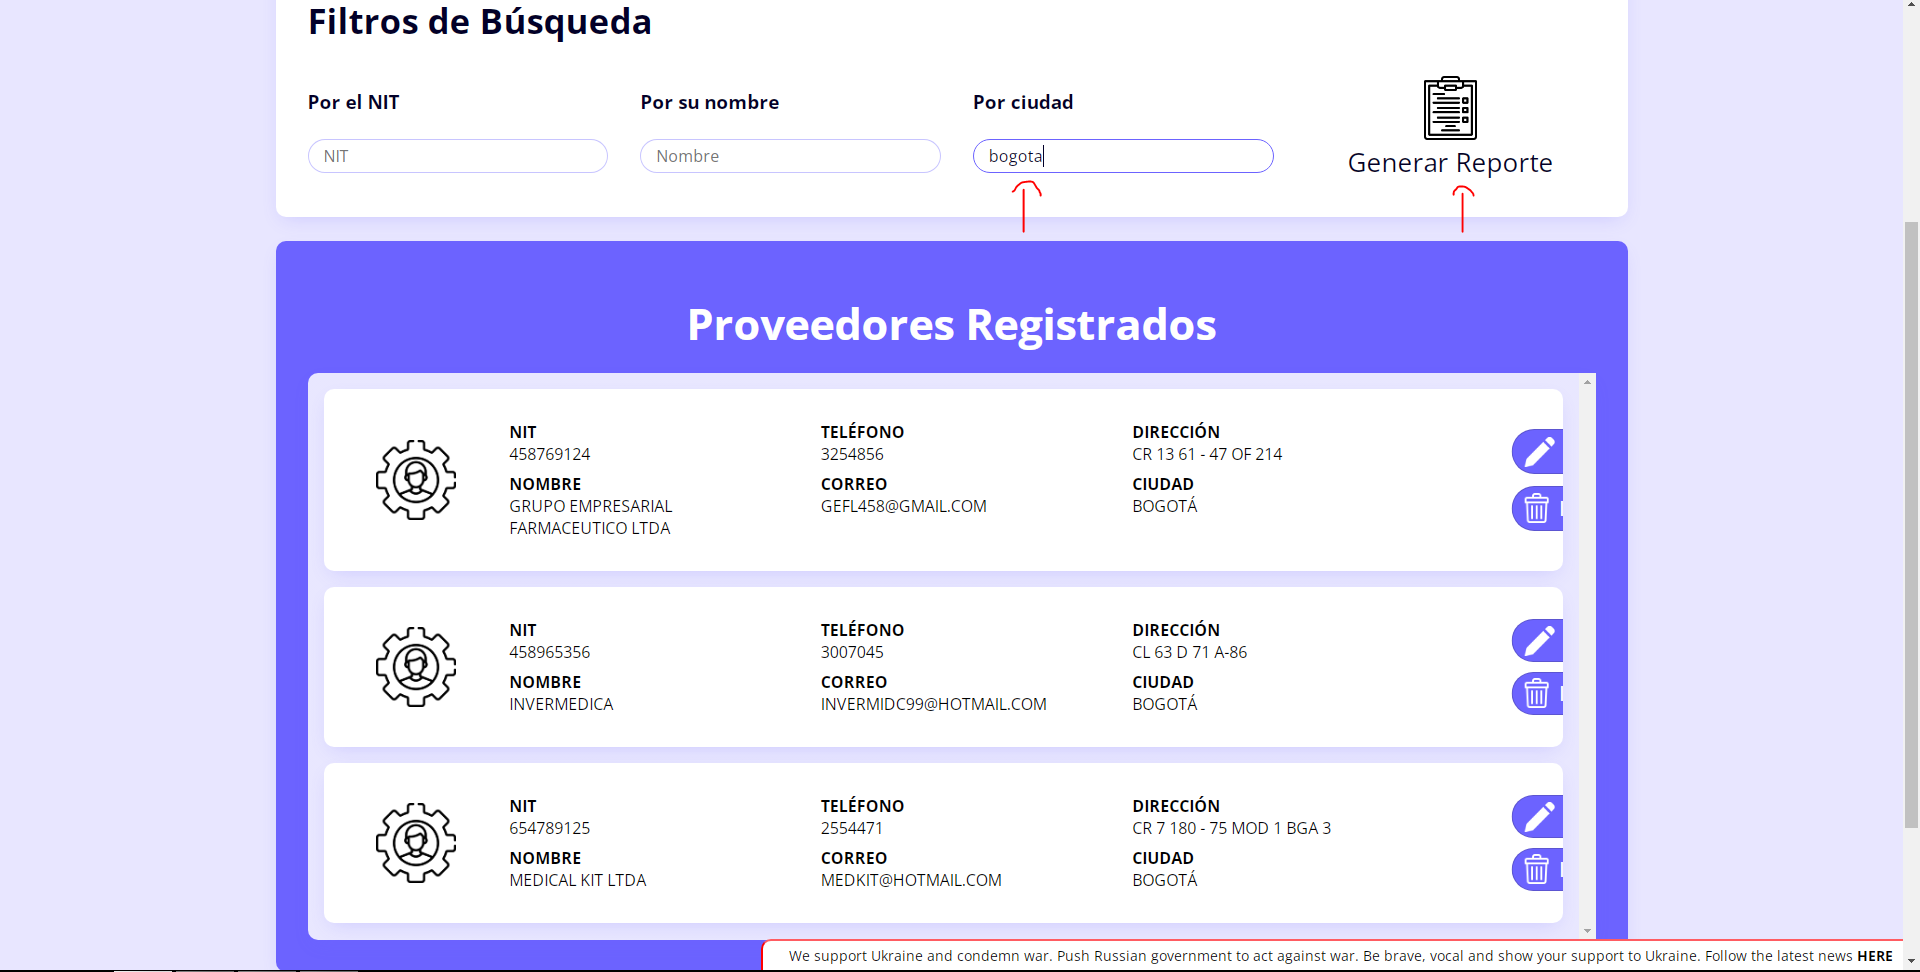 Filtros de Búsqueda
Por el NIT
Por su nombre
Por ciudad
NIT
Nombre
bogota
Generar Reporte
Proveedores Registrados
NIT
458769124
NOMBRE
GRUPO EMPRESARIAL
FARMACEUTICO LTDA
TELÉFONO
3254856
CORREO
GEFL458@GMAIL.COM
DIRECCIÓN
CR 13 61 - 47 OF 214
CIUDAD
BOGOTÁ
NIT
458965356
NOMBRE
INVERMEDICA
TELÉFONO
3007045
CORREO
INVERMIDC99@HOTMAIL.COM
DIRECCIÓN
CL 63 D 71 A-86
CIUDAD
BOGOTÁ
NIT
654789125
NOMBRE
MEDICAL KIT LTDA
TELÉFONO
2554471
CORREO
MEDKIT@HOTMAIL.COM
DIRECCIÓN
CR 7 180 - 75 MOD 1 BGA 3
CIUDAD
BOGOTÁ
We support Ukraine and condemn war. Push Russian government to act against war. Be brave, vocal and show your support to Ukraine. Follow the latest news HERE